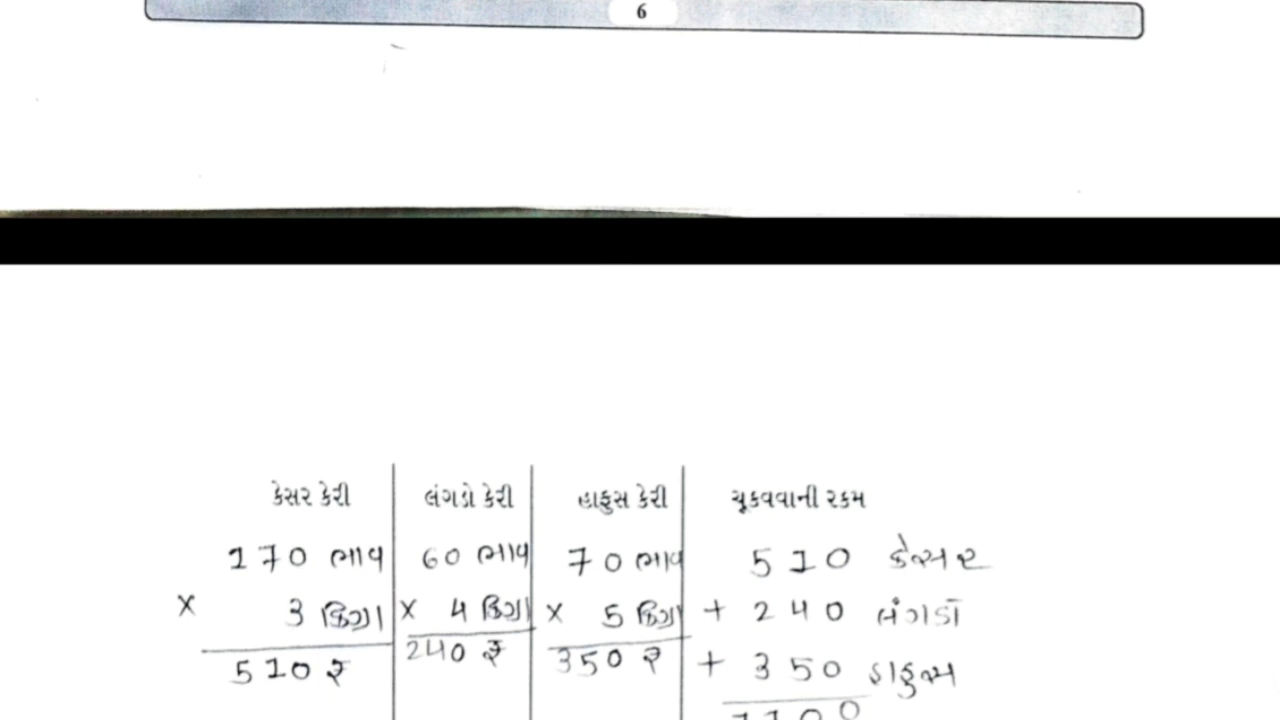 6
કેસર કેરી લંગડો કેરી હાફુસ કેરી ચૂકવવાની રકમ
170 ભાવ 60 ભાવ 70 ભાવ 510 કેસર
x 3 કિગ્રા x 4 કિગ્રા x 5 કિગ્રા + 240 લંગડો
510 ₹ 240 ₹ 350 ₹ + 350 હાફુસ
1100